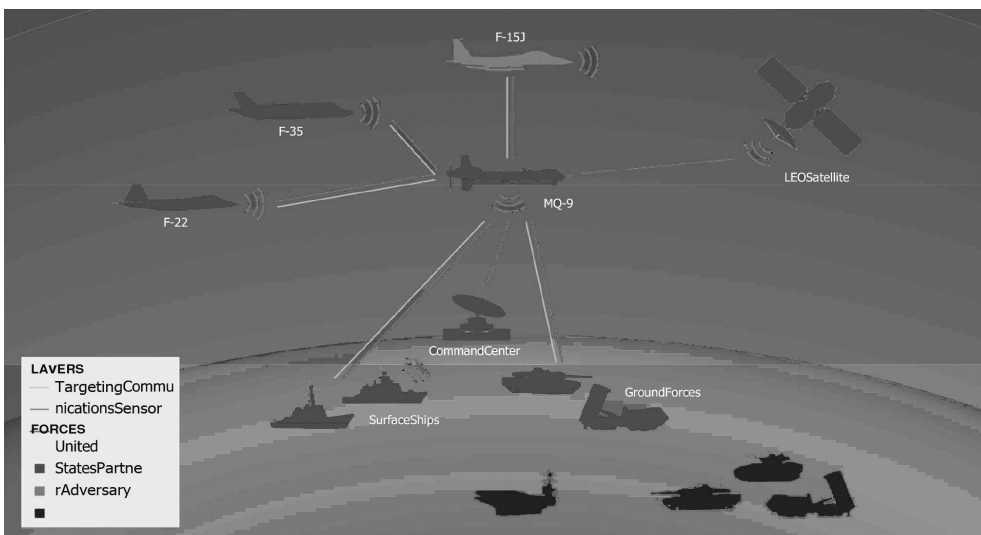 F-15J
F-35
LEOSatellite
MQ-9
F-22
CommandCenter
GroundForces
SurfaceShips
LAVERS
TargetingCommu
nicationsSensor
FORCES
United
StatesPartne
rAdversary